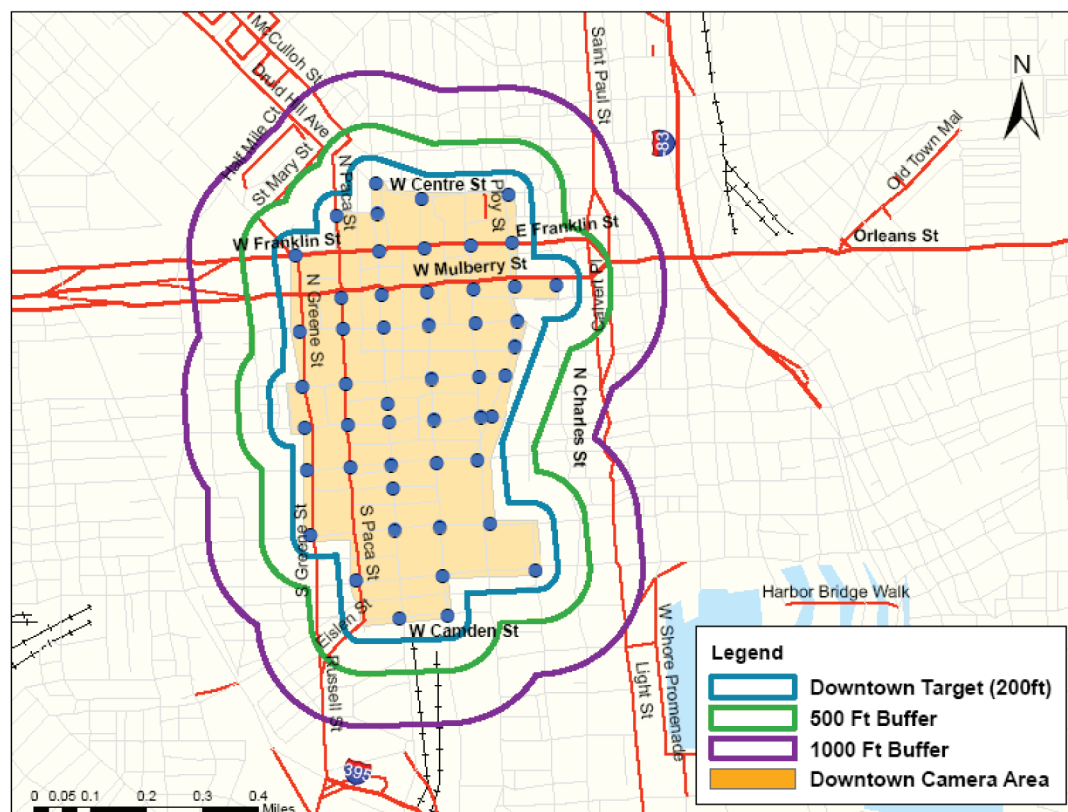 McCulloh St
Druid Hill Ave
Half Mile Ct
St Mary St
N Paca St
W Centre St
Ploy St
Saint Paul St
83
N
Old Town Mal
Orleans St
W Franklin St
E Franklin St
W Mulberry St
Calvert Pl
N Greene St
N Charles St
S Greene St
S Paca St
Eislen St
W Camden St
Russell St
395
Harbor Bridge Walk
W Shore Promenade
Light St
Legend
Downtown Target (200ft)
500 Ft Buffer
1000 Ft Buffer
Downtown Camera Area
0 0.05 0.1 0.2 0.3 0.4
Miles